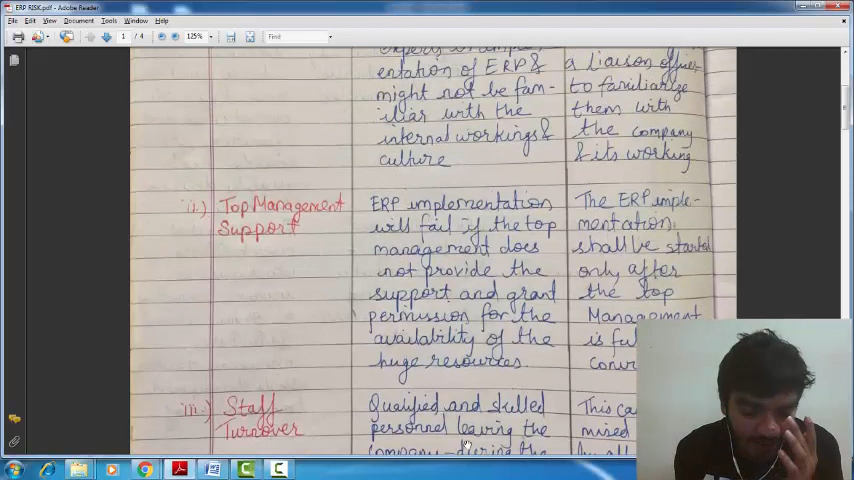 ERP RISK.pdf - Adobe Reader
File Edit View Document Tools Window Help
1 / 4 125% Find
entation of ERP &
might not be fam-
iliar with the
internal workings &
culture
a liaison officer
to familiarize
them with
the company
& its working
ii.) Top Management
Support
ERP implementation
will fail if the top
management does
not provide the
support and grant
permission for the
availability of the
huge resources.
The ERP imple-
mentation
shall be started
only after
the top
Management
is
iii.) Staff
Turnover
Qualified and skilled
personnel leaving the
company during the
This